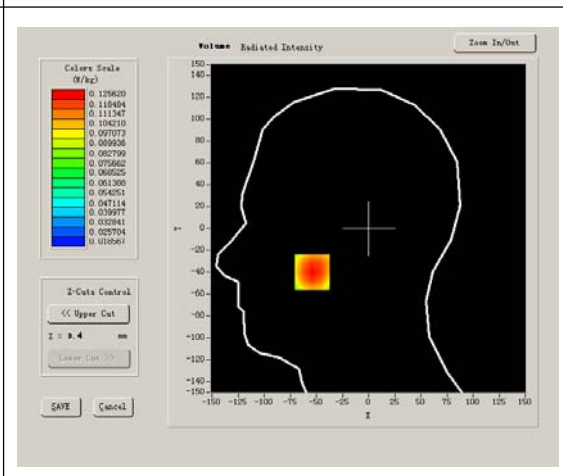 Volume Radiated Intensity
Zoom In/Out
Colors Scale
(W/kg)
0.125620
0.118484
0.111347
0.104210
0.097073
0.089936
0.082799
0.075662
0.068525
0.061388
0.054251
0.047114
0.039977
0.032841
0.025704
0.018567
150
140
120
100
80
60
40
20
0
-20
-40
-60
-80
-100
-120
-140
-150
Y
-150 -125 -100 -75 -50 -25 0 25 50 75 100 125 150
X
Z-Cuts Control
<< Upper Cut
mm
Lower Cut >>
SAVE Cancel